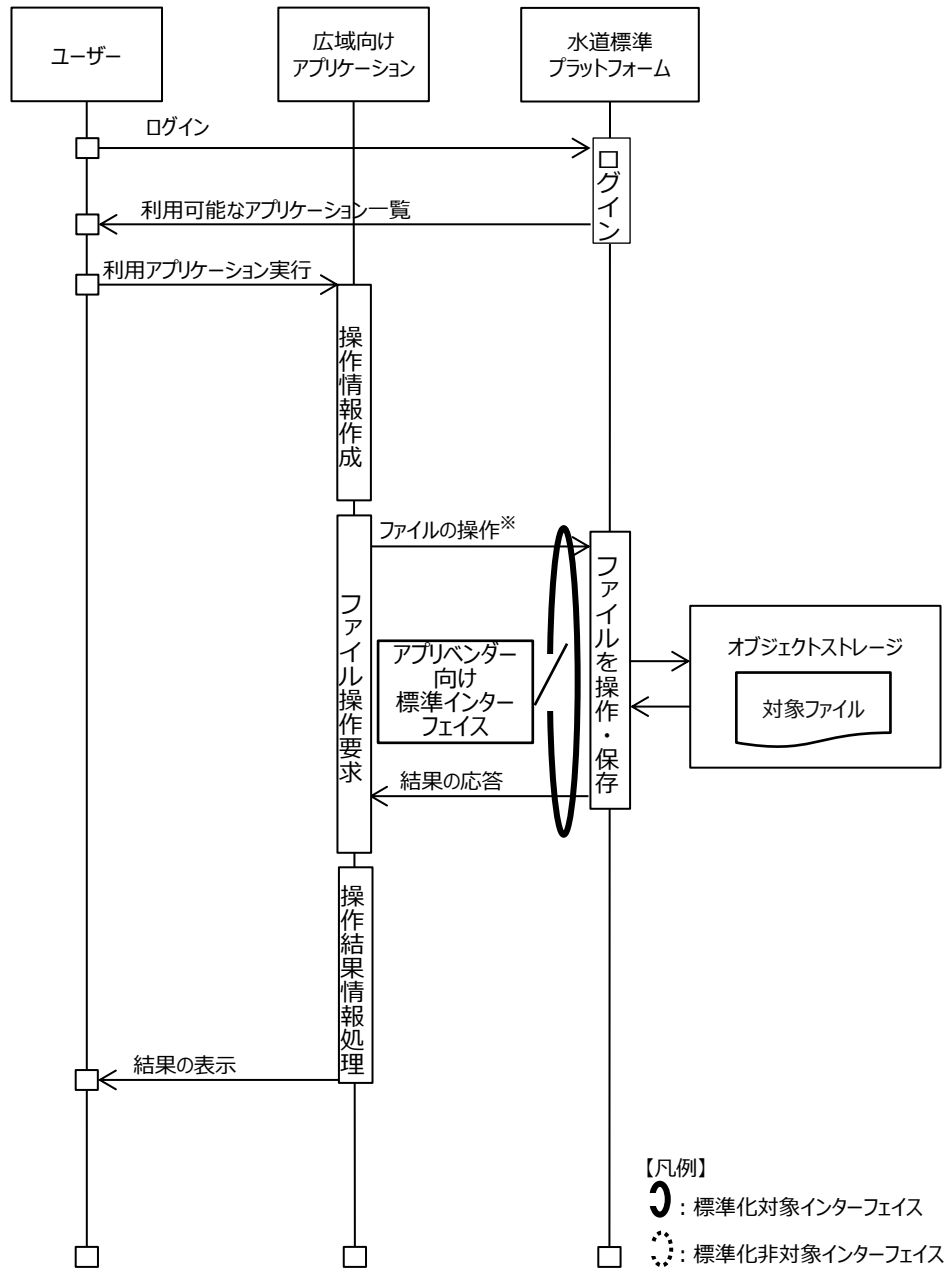 ユーザー
広域向け
アプリケーション
水道標準
プラットフォーム
ログイン
ログイン
利用可能なアプリケーション一覧
利用アプリケーション実行
操作情報作成
ファイルの操作※
ファイル操作要求
アプリベンダー
向け
標準インター
フェイス
ファイルを操作・保存
オブジェクトストレージ
対象ファイル
結果の応答
操作結果情報処理
結果の表示
【凡例】
：標準化対象インターフェイス
：標準化非対象インターフェイス